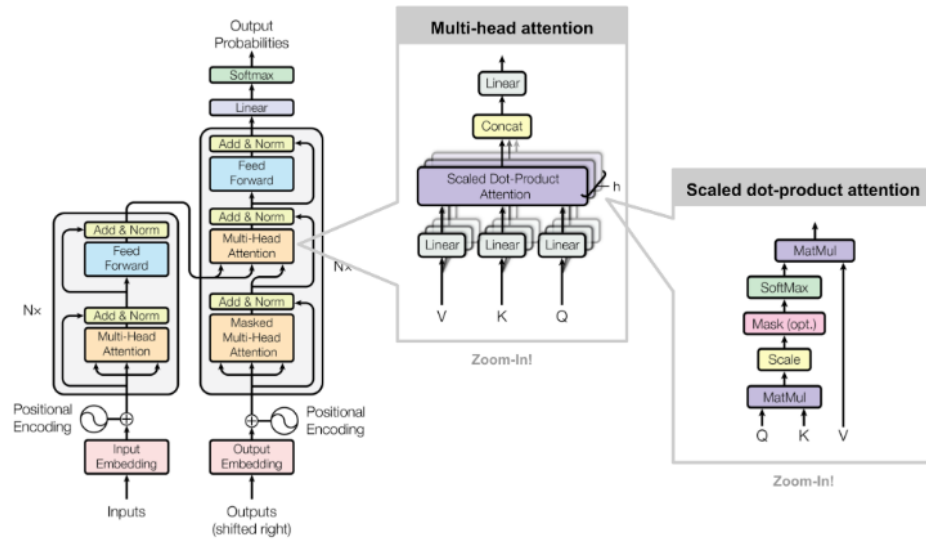 Output
Probabilities
Softmax
Linear
Add & Norm
Feed
Forward
Add & Norm
Multi-Head
Attention
Add & Norm
Masked
Multi-Head
Attention
Nx
Add & Norm
Feed
Forward
Add & Norm
Multi-Head
Attention
Nx
Positional
Encoding
Positional
Encoding
Input
Embedding
Output
Embedding
Inputs
Outputs
(shifted right)
Multi-head attention
Linear
Concat
Scaled Dot-Product
Attention
h
Linear
Linear
Linear
V
K
Q
Zoom-In!
Scaled dot-product attention
MatMul
SoftMax
Mask (opt.)
Scale
MatMul
Q
K
V
Zoom-In!